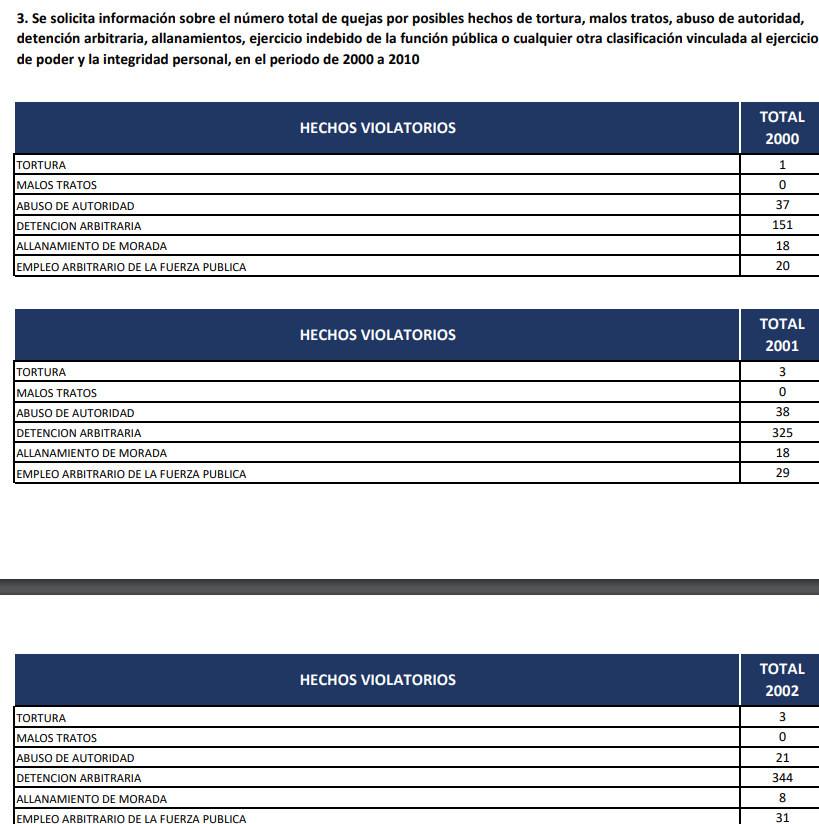 3. Se solicita información sobre el número total de quejas por posibles hechos de tortura, malos tratos, abuso de autoridad,
detención arbitraria, allanamientos, ejercicio indebido de la función pública o cualquier otra clasificación vinculada al ejercicio
de poder y la integridad personal, en el periodo de 2000 a 2010
HECHOS VIOLATORIOS TOTAL 2000
TORTURA 1
MALOS TRATOS 0
ABUSO DE AUTORIDAD 37
DETENCION ARBITRARIA 151
ALLANAMIENTO DE MORADA 18
EMPLEO ARBITRARIO DE LA FUERZA PUBLICA 20
HECHOS VIOLATORIOS TOTAL 2001
TORTURA 3
MALOS TRATOS 0
ABUSO DE AUTORIDAD 38
DETENCION ARBITRARIA 325
ALLANAMIENTO DE MORADA 18
EMPLEO ARBITRARIO DE LA FUERZA PUBLICA 29
HECHOS VIOLATORIOS TOTAL 2002
TORTURA 3
MALOS TRATOS 0
ABUSO DE AUTORIDAD 21
DETENCION ARBITRARIA 344
ALLANAMIENTO DE MORADA 8
EMPLEO ARBITRARIO DE LA FUERZA PUBLICA 31